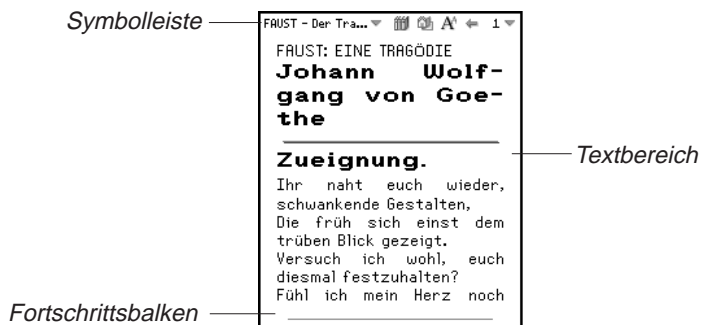 Symbolleiste
FAUST - Der Tra... 1
FAUST: EINE TRAGÖDIE
Johann Wolf-
gang von Goe-
the
Zueignung.
Textbereich
Ihr naht euch wieder,
schwankende Gestalten,
Die früh sich einst dem
trüben Blick gezeigt.
Versuch ich wohl, euch
diesmal festzuhalten?
Fühl ich mein Herz noch
Fortschrittsbalken